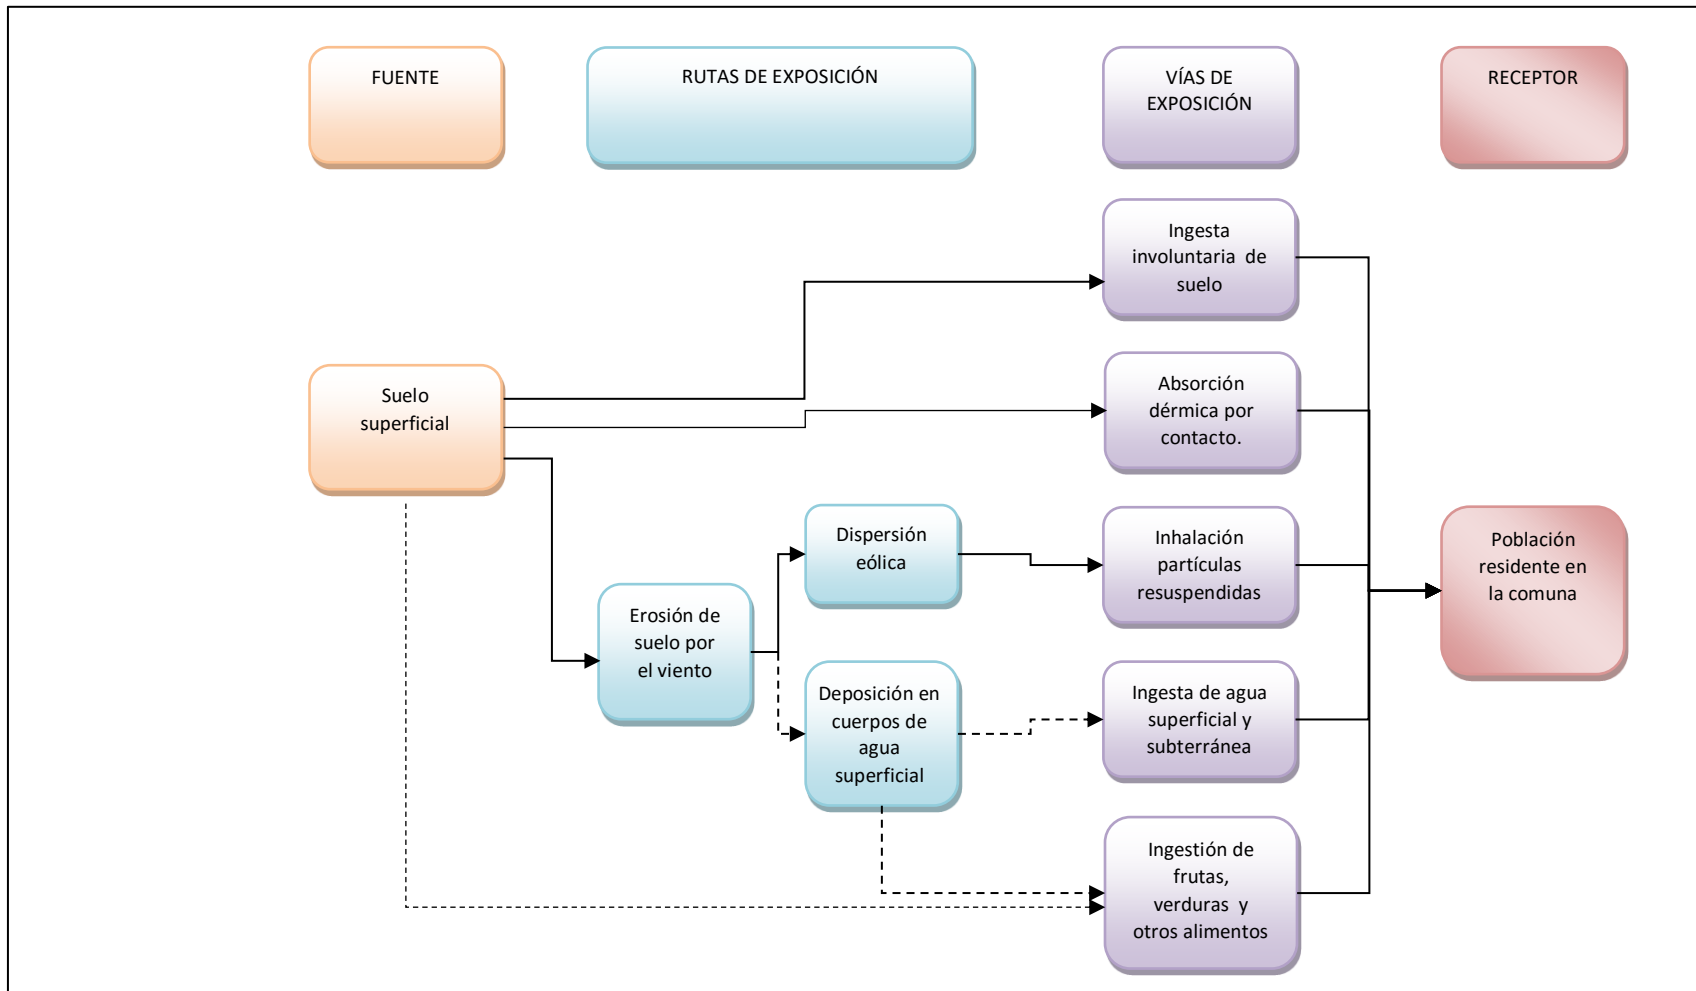 FUENTE
RUTAS DE EXPOSICIÓN
VÍAS DE
EXPOSICIÓN
RECEPTOR
Ingesta
involuntaria de
suelo
Suelo
superficial
Absorción
dérmica por
contacto.
Dispersión
eólica
Inhalación
partículas
resuspendidas
Población
residente en
la comuna
Erosión de
suelo por
el viento
Deposición en
cuerpos de
agua
superficial
Ingesta de agua
superficial y
subterránea
Ingestión de
frutas,
verduras y
otros alimentos